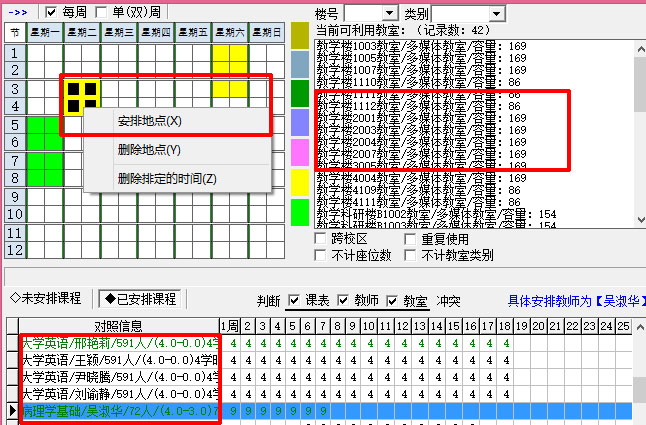 ->> 每周 单(双)周
楼号 类别
节 星期一 星期二 星期三 星期四 星期五 星期六 星期日
当前可利用教室：(记录数：42)
1
2
3
4
5
6
7
8
9
10
11
12
安排地点(X)
删除地点(Y)
删除排定的时间(Z)
教学楼1003教室/多媒体教室/容量：169
教学楼1005教室/多媒体教室/容量：169
教学楼1007教室/多媒体教室/容量：169
教学楼1110教室/多媒体教室/容量：86
教学楼1111教室/多媒体教室/容量：86
教学楼1112教室/多媒体教室/容量：86
教学楼2001教室/多媒体教室/容量：169
教学楼2003教室/多媒体教室/容量：169
教学楼2004教室/多媒体教室/容量：169
教学楼2007教室/多媒体教室/容量：169
教学楼3005教室/多媒体教室/容量：169
教学楼4004教室/多媒体教室/容量：169
教学楼4109教室/多媒体教室/容量：86
教学楼4111教室/多媒体教室/容量：86
教学科研楼B1002教室/多媒体教室/容量：154
教学科研楼B1003教室/多媒体教室/容量：154
跨校区 重复使用
不计座位数 不计教室类别
◇未安排课程 ◆已安排课程 判断 课表 教师 教室 冲突 具体安排教师为【吴淑华】
对照信息 1周 2 3 4 5 6 7 8 9 10 11 12 13 14 15 16 17 18 19 20 21 22 23 24 25
大学英语/邢艳莉/591人/(4.0-0.0)4学 4 4 4 4 4 4 4 4 4 4 4 4 4 4 4 4 4 4
大学英语/王颖/591人/(4.0-0.0)4学时 4 4 4 4 4 4 4 4 4 4 4 4 4 4 4 4 4 4
大学英语/尹晓腾/591人/(4.0-0.0)4学 4 4 4 4 4 4 4 4 4 4 4 4 4 4 4 4 4 4
大学英语/刘谕静/591人/(4.0-0.0)4学 4 4 4 4 4 4 4 4 4 4 4 4 4 4 4 4 4 4
病理学基础/吴淑华/72人/(4.0-3.0)7 9 9 9 9 9 9 9